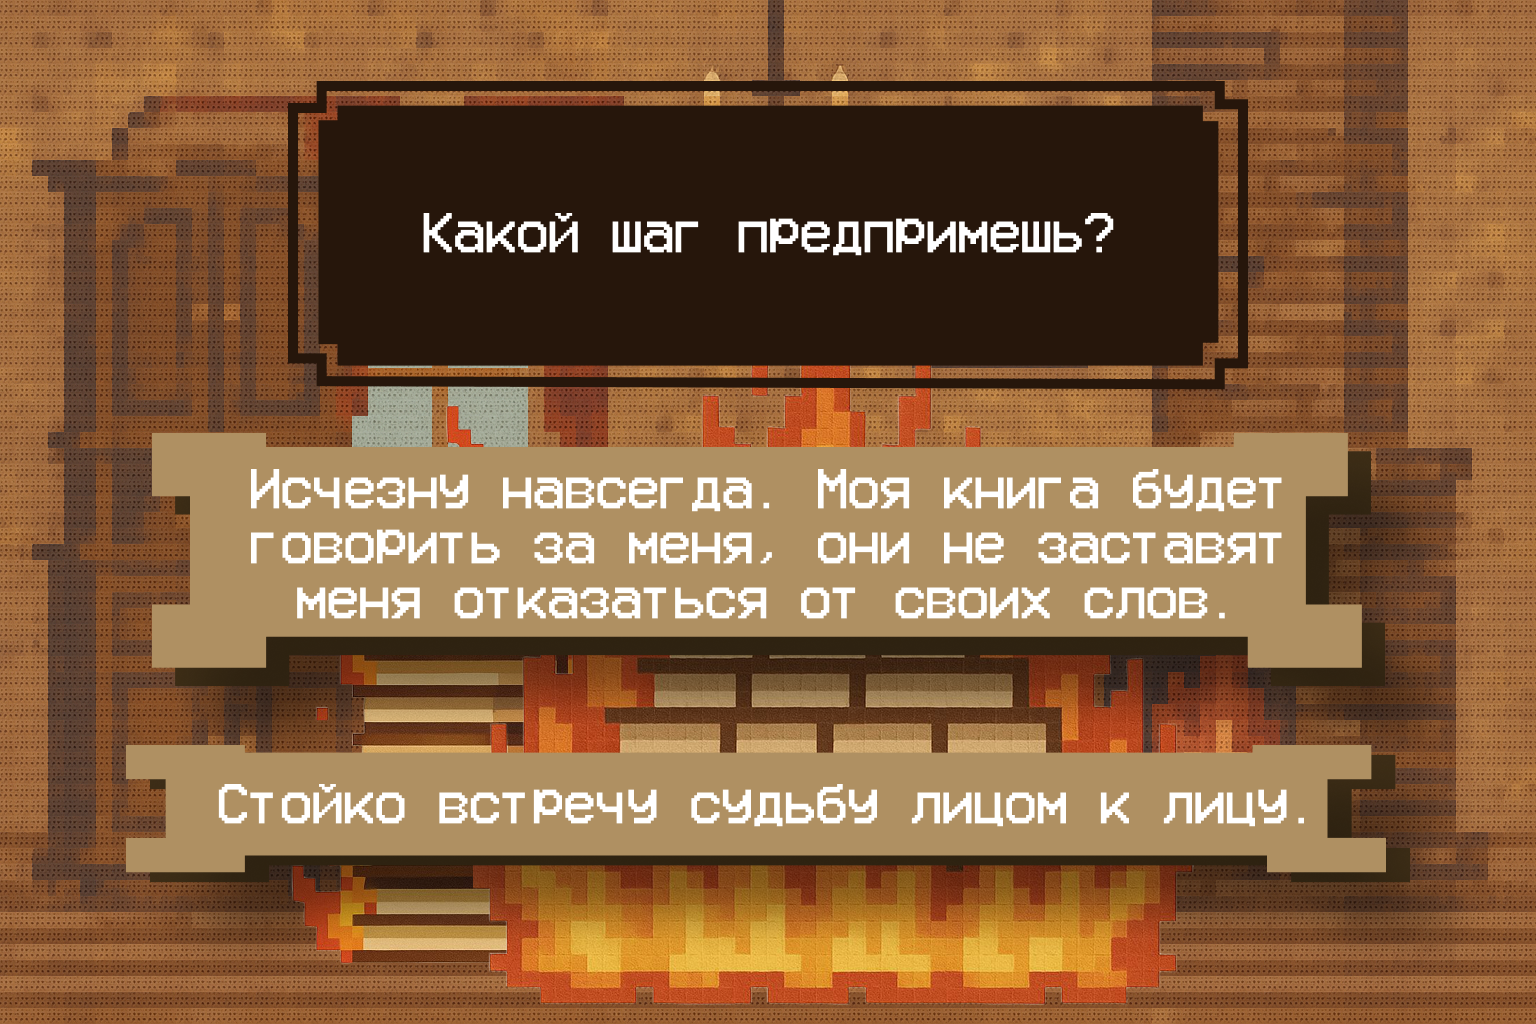 Какой шаг предпримешь?
Исчезну навсегда. Моя книга будет
говорить за меня, они не заставят
меня отказаться от своих слов.
Стойко встречу судьбу лицом к лицу.